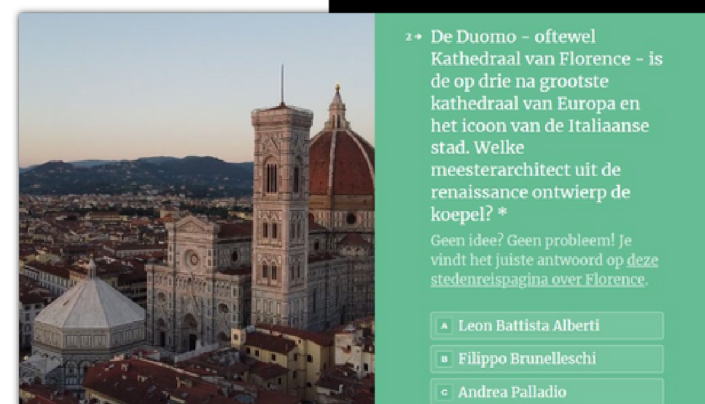 2→ De Duomo - oftewel
Kathedraal van Florence - is
de op drie na grootste
kathedraal van Europa en
het icoon van de Italiaanse
stad. Welke
meesterarchitect uit de
renaissance ontwierp de
koepel? *
Geen idee? Geen probleem! Je
vindt het juiste antwoord op deze
stedenreispagina over Florence.
A Leon Battista Alberti
B Filippo Brunelleschi
C Andrea Palladio